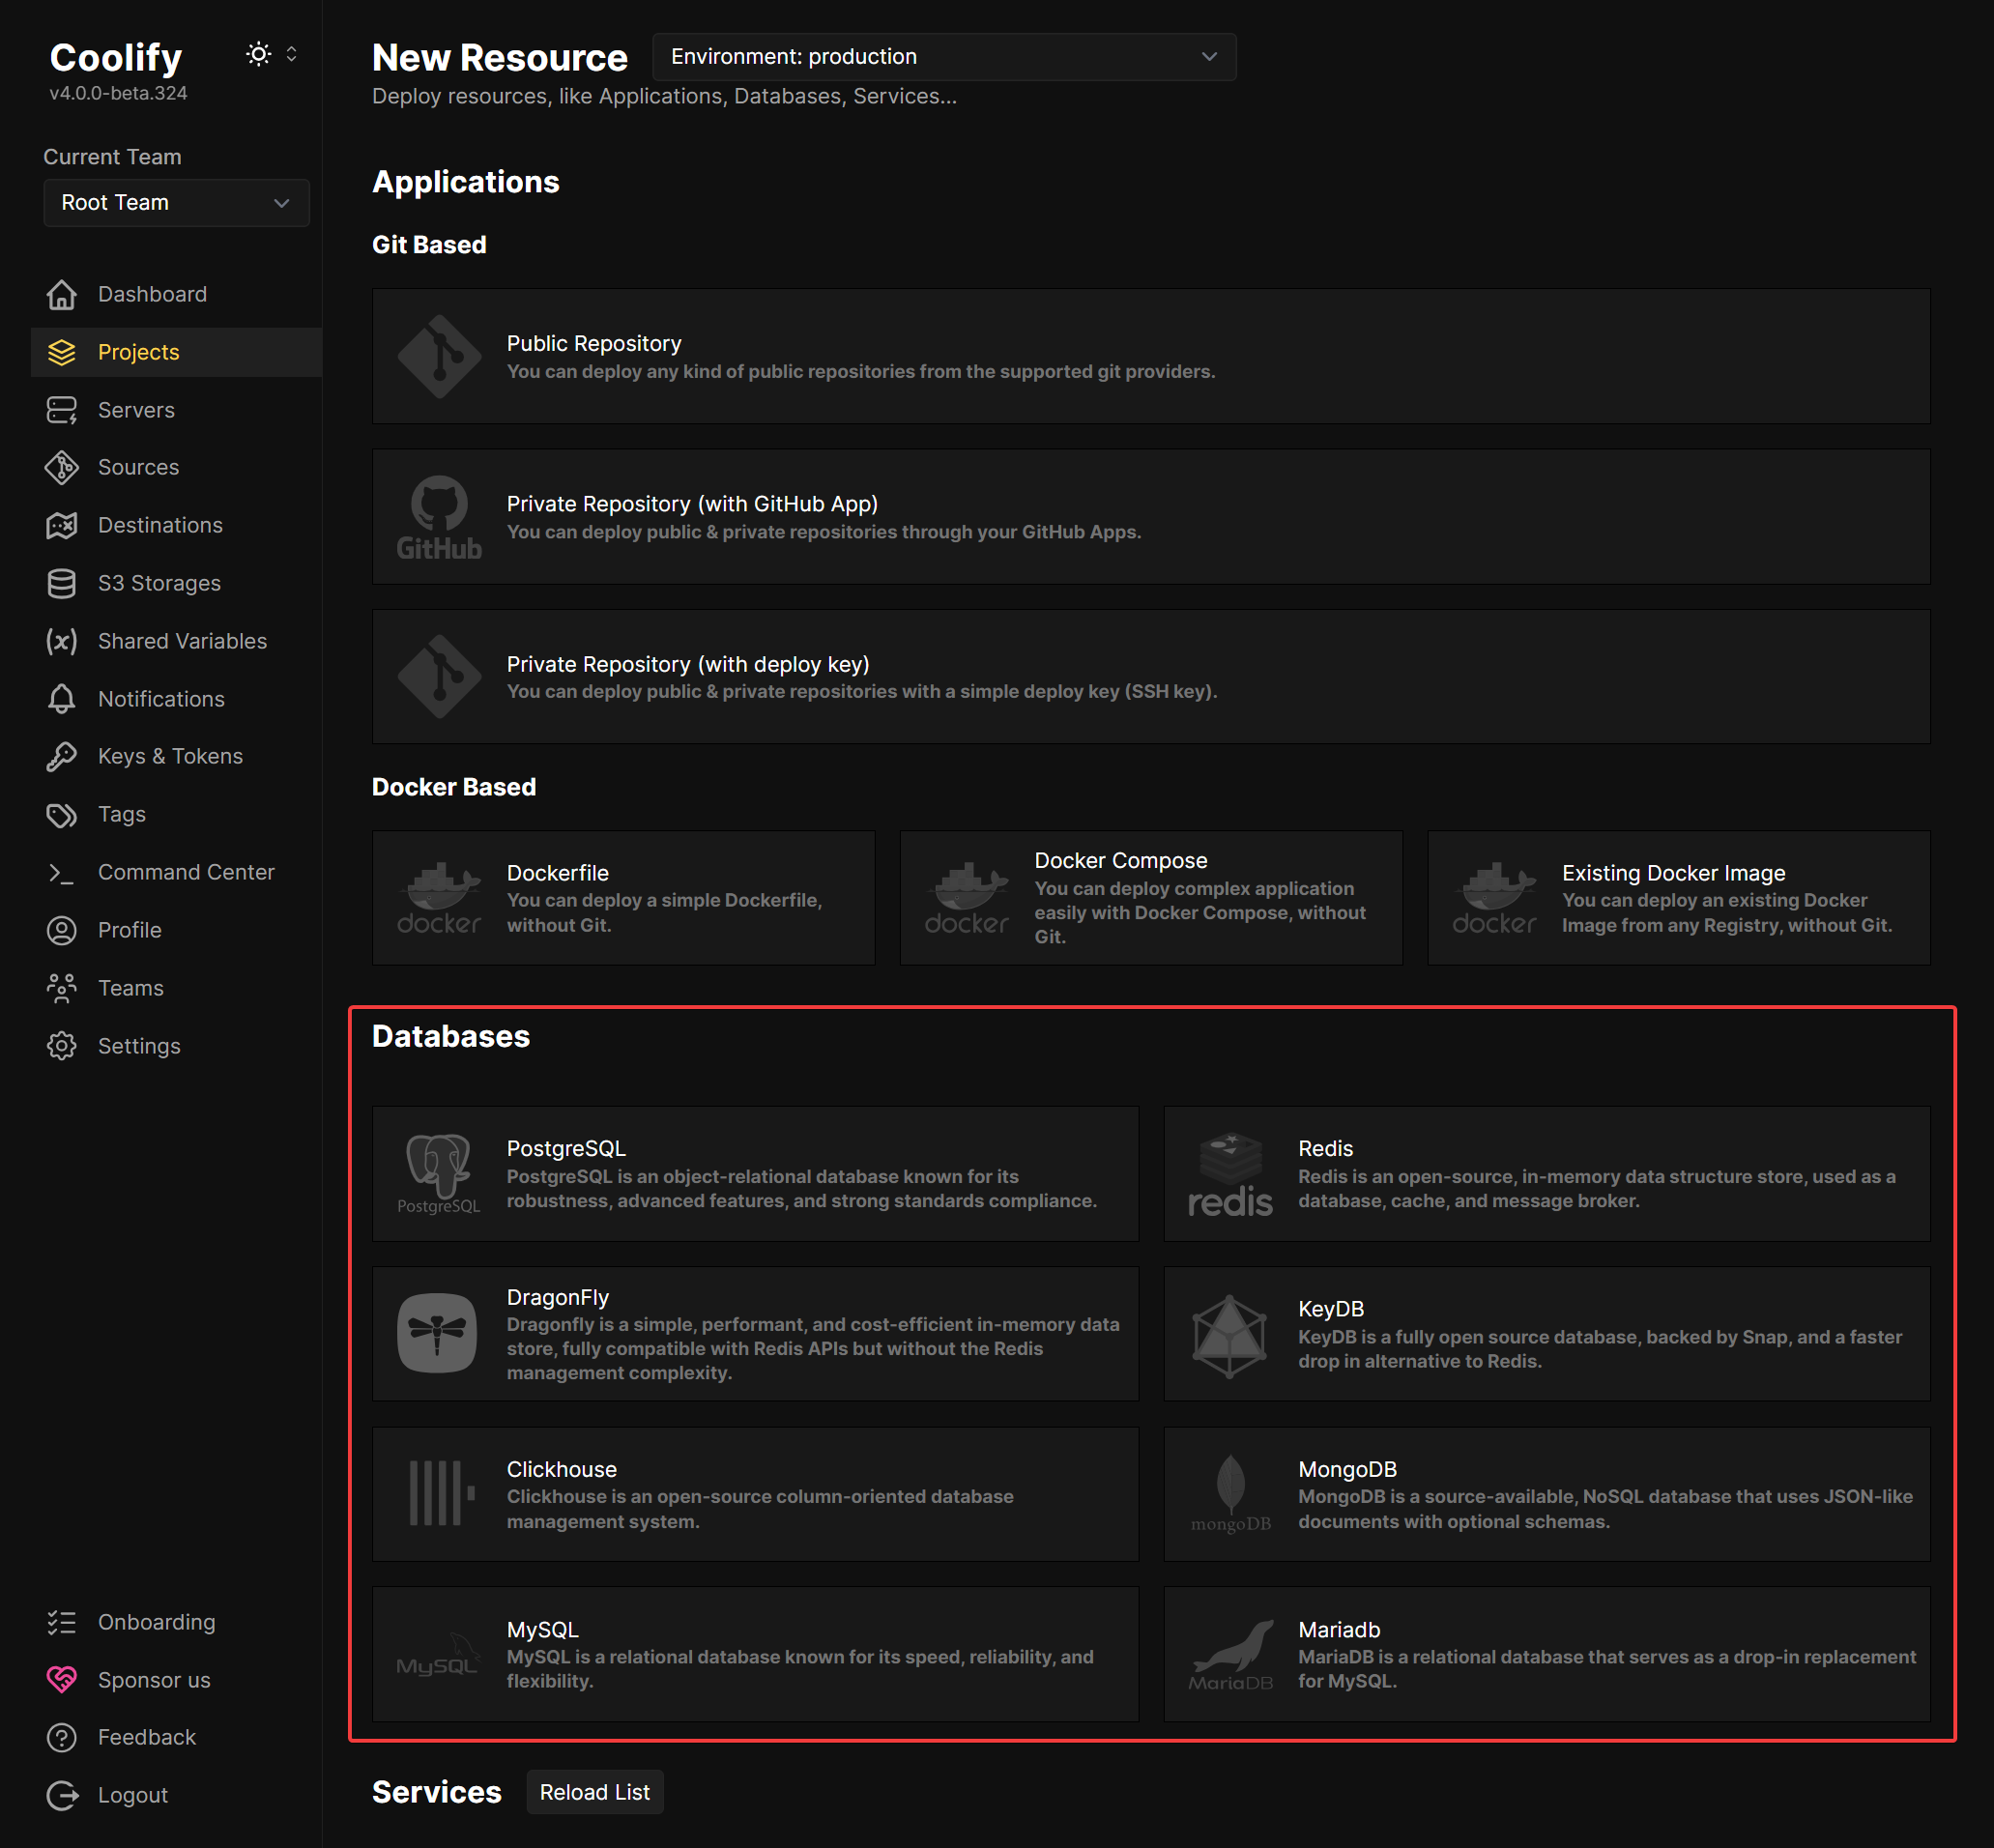 Coolify
v4.0.0-beta.324
Current Team
Root Team
Dashboard
Projects
Servers
Sources
Destinations
S3 Storages
Shared Variables
Notifications
Keys & Tokens
Tags
Command Center
Profile
Teams
Settings
Onboarding
Sponsor us
Feedback
Logout
New Resource
Environment: production
Deploy resources, like Applications, Databases, Services...
Applications
Git Based
Public Repository
You can deploy any kind of public repositories from the supported git providers.
GitHub
Private Repository (with GitHub App)
You can deploy public & private repositories through your GitHub Apps.
Private Repository (with deploy key)
You can deploy public & private repositories with a simple deploy key (SSH key).
Docker Based
docker
Dockerfile
You can deploy a simple Dockerfile,
without Git.
docker
Docker Compose
You can deploy complex application
easily with Docker Compose, without
Git.
docker
Existing Docker Image
You can deploy an existing Docker
Image from any Registry, without Git.
Databases
PostgreSQL
PostgreSQL
PostgreSQL is an object-relational database known for its
robustness, advanced features, and strong standards compliance.
redis
Redis
Redis is an open-source, in-memory data structure store, used as a
database, cache, and message broker.
DragonFly
Dragonfly is a simple, performant, and cost-efficient in-memory data
store, fully compatible with Redis APIs but without the Redis
management complexity.
KeyDB
KeyDB is a fully open source database, backed by Snap, and a faster
drop in alternative to Redis.
Clickhouse
Clickhouse is an open-source column-oriented database
management system.
mongoDB
MongoDB
MongoDB is a source-available, NoSQL database that uses JSON-like
documents with optional schemas.
MySQL
MySQL
MySQL is a relational database known for its speed, reliability, and
flexibility.
MariaDB
Mariadb
MariaDB is a relational database that serves as a drop-in replacement
for MySQL.
Services
Reload List